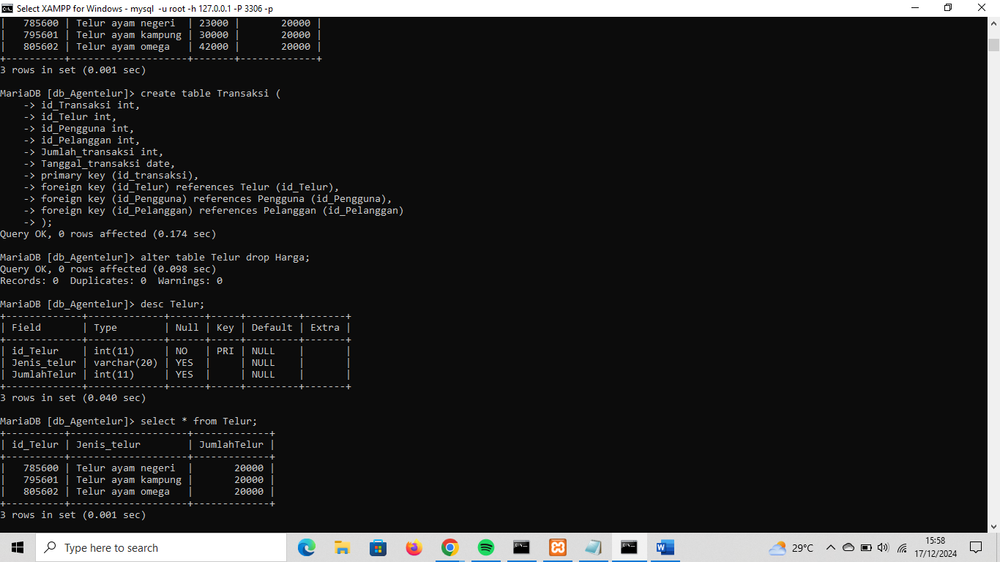 Select XAMPP for Windows - mysql  -u root -h 127.0.0.1 -P 3306 -p
|   785600 | Telur ayam negeri  | 23000 |       20000 |
|   795601 | Telur ayam kampung | 30000 |       20000 |
|   805602 | Telur ayam omega   | 42000 |       20000 |
+----------+--------------------+-------+-------------+
3 rows in set (0.001 sec)
MariaDB [db_Agentelur]> create table Transaksi (
    -> id_Transaksi int,
    -> id_Telur int,
    -> id_Pengguna int,
    -> id_Pelanggan int,
    -> Jumlah_transaksi int,
    -> Tanggal_transaksi date,
    -> primary key (id_transaksi),
    -> foreign key (id_Telur) references Telur (id_Telur),
    -> foreign key (id_Pengguna) references Pengguna (id_Pengguna),
    -> foreign key (id_Pelanggan) references Pelanggan (id_Pelanggan)
    -> );
Query OK, 0 rows affected (0.174 sec)
MariaDB [db_Agentelur]> alter table Telur drop Harga;
Query OK, 0 rows affected (0.098 sec)
Records: 0  Duplicates: 0  Warnings: 0
MariaDB [db_Agentelur]> desc Telur;
+-------------+-------------+------+-----+---------+-------+
| Field       | Type        | Null | Key | Default | Extra |
+-------------+-------------+------+-----+---------+-------+
| id_Telur    | int(11)     | NO   | PRI | NULL    |       |
| Jenis_telur | varchar(20) | YES  |     | NULL    |       |
| JumlahTelur | int(11)     | YES  |     | NULL    |       |
+-------------+-------------+------+-----+---------+-------+
3 rows in set (0.040 sec)
MariaDB [db_Agentelur]> select * from Telur;
+----------+--------------------+-------------+
| id_Telur | Jenis_telur        | JumlahTelur |
+----------+--------------------+-------------+
|   785600 | Telur ayam negeri  |       20000 |
|   795601 | Telur ayam kampung |       20000 |
|   805602 | Telur ayam omega   |       20000 |
+----------+--------------------+-------------+
3 rows in set (0.001 sec)
Type here to search
29°C
15:58
17/12/2024